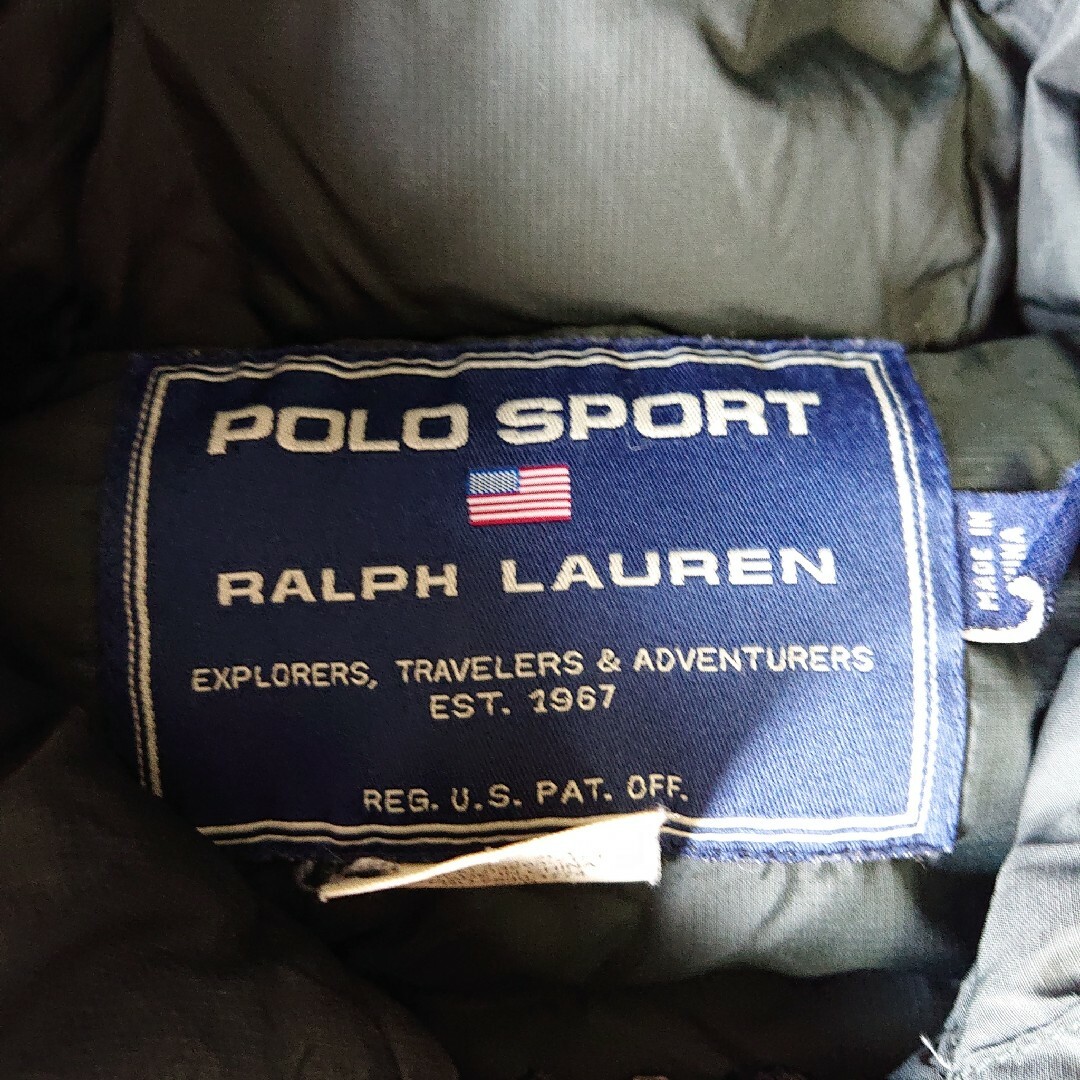 POLO SPORT
RALPH LAUREN
EXPLORERS, TRAVELERS & ADVENTURERS
EST. 1967
REG. U.S. PAT. OFF.
MADE IN